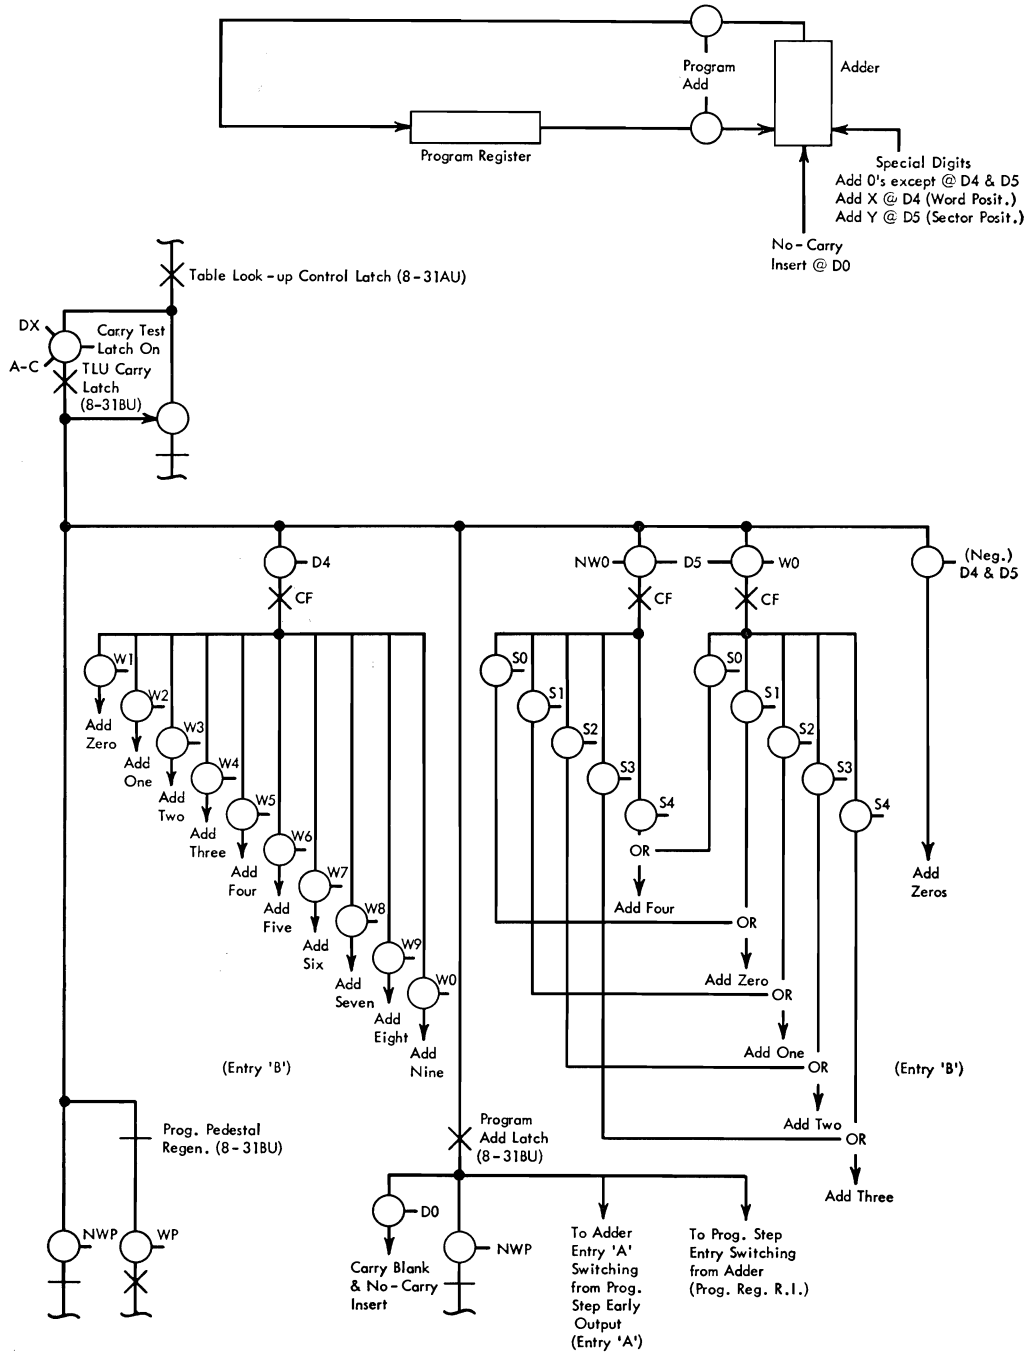 Program
Add
Adder
Program Register
Special Digits
Add 0's except @ D4 & D5
Add X @ D4 (Word Posit.)
Add Y @ D5 (Sector Posit.)
No-Carry
Insert @ D0
Table Look-up Control Latch (8-31AU)
DX
Carry Test
Latch On
A-C
TLU Carry
Latch
(8-31BU)
D4
NW0
D5
W0
(Neg.)
D4 & D5
CF
CF
CF
W1
Add
Zero
W2
Add
One
W3
Add
Two
W4
Add
Three
W5
Add
Four
W6
Add
Five
W7
Add
Six
W8
Add
Seven
W9
Add
Eight
W0
Add
Nine
(Entry 'B')
S0
S1
S2
S3
S4
OR
Add Four
S0
S1
S2
S3
S4
OR
Add Zero
OR
Add One
OR
Add Two
OR
Add Three
Add
Zeros
(Entry 'B')
Prog. Pedestal
Regen. (8-31BU)
NWP
WP
Program
Add Latch
(8-31BU)
D0
Carry Blank
& No-Carry
Insert
NWP
To Adder
Entry 'A'
Switching
from Prog.
Step Early
Output
(Entry 'A')
To Prog. Step
Entry Switching
from Adder
(Prog. Reg. R.I.)